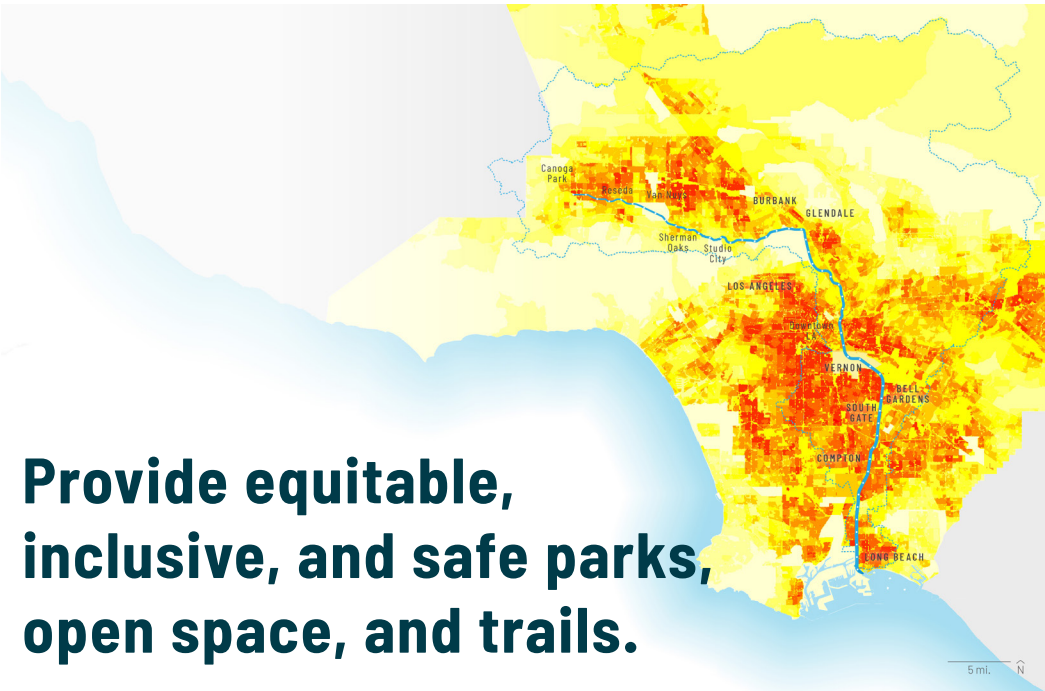 Canoga
Park
Reseda
Van Nuys
BURBANK
GLENDALE
Sherman
Oaks
Studio
City
LOS ANGELES
Downtown
VERNON
BELL
GARDENS
SOUTH
GATE
COMPTON
LONG BEACH
Provide equitable,
inclusive, and safe parks,
open space, and trails.
5 mi.
N